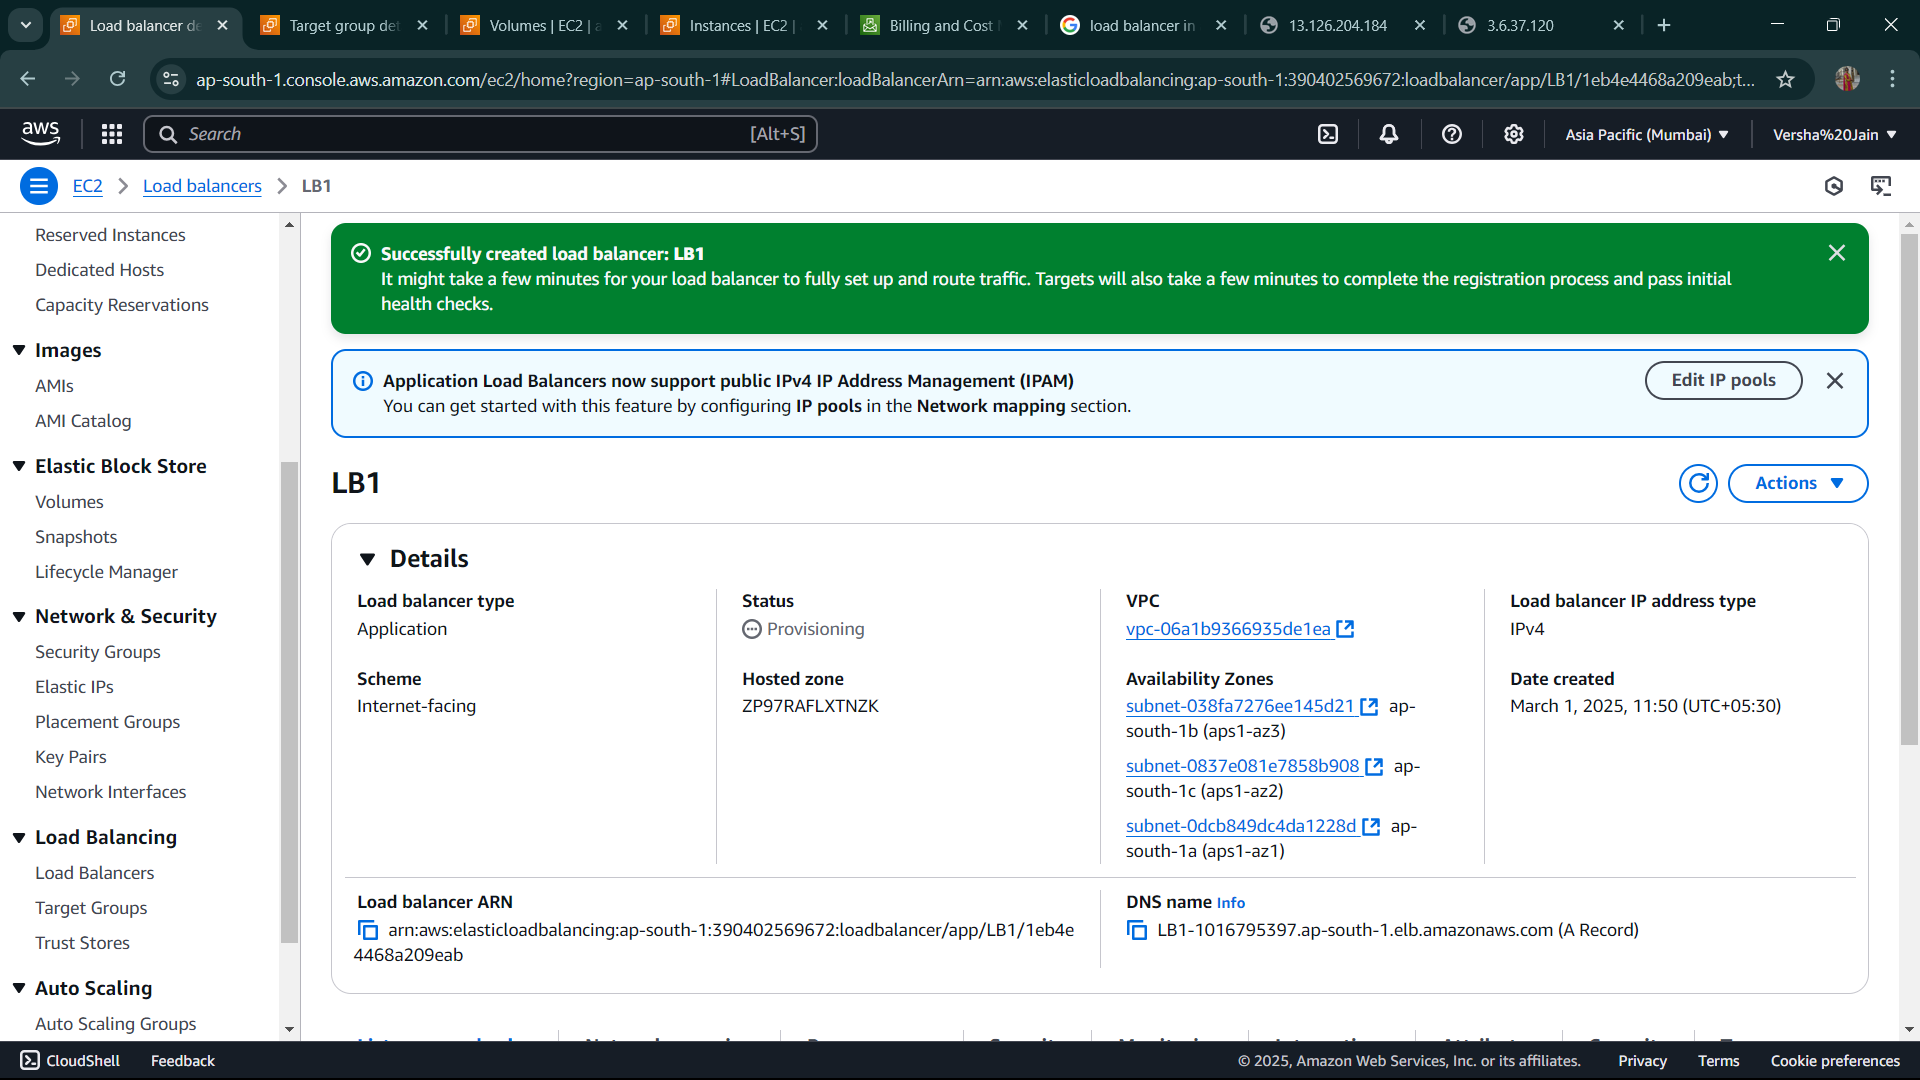 Load balancer de
Target group det
Volumes | EC2 | a
Instances | EC2 |
Billing and Cost
load balancer in
13.126.204.184
3.6.37.120
ap-south-1.console.aws.amazon.com/ec2/home?region=ap-south-1#LoadBalancer:loadBalancerArn=arn:aws:elasticloadbalancing:ap-south-1:390402569672:loadbalancer/app/LB1/1eb4e4468a209eab;t...
aws
Search
[Alt+S]
Asia Pacific (Mumbai)
Versha%20Jain
EC2
Load balancers
LB1
Reserved Instances
Dedicated Hosts
Capacity Reservations
Images
AMIs
AMI Catalog
Elastic Block Store
Volumes
Snapshots
Lifecycle Manager
Network & Security
Security Groups
Elastic IPs
Placement Groups
Key Pairs
Network Interfaces
Load Balancing
Load Balancers
Target Groups
Trust Stores
Auto Scaling
Auto Scaling Groups
Successfully created load balancer: LB1
It might take a few minutes for your load balancer to fully set up and route traffic. Targets will also take a few minutes to complete the registration process and pass initial
health checks.
Application Load Balancers now support public IPv4 IP Address Management (IPAM)
You can get started with this feature by configuring IP pools in the Network mapping section.
Edit IP pools
LB1
Actions
Details
Load balancer type
Application
Scheme
Internet-facing
Status
Provisioning
Hosted zone
ZP97RAFLXTNZK
VPC
vpc-06a1b9366935de1ea
Availability Zones
subnet-038fa7276ee145d21 ap-
south-1b (aps1-az3)
subnet-0837e081e7858b908 ap-
south-1c (aps1-az2)
subnet-0dcb849dc4da1228d ap-
south-1a (aps1-az1)
Load balancer IP address type
IPv4
Date created
March 1, 2025, 11:50 (UTC+05:30)
Load balancer ARN
arn:aws:elasticloadbalancing:ap-south-1:390402569672:loadbalancer/app/LB1/1eb4e
4468a209eab
DNS name Info
LB1-1016795397.ap-south-1.elb.amazonaws.com (A Record)
CloudShell
Feedback
© 2025, Amazon Web Services, Inc. or its affiliates.
Privacy
Terms
Cookie preferences